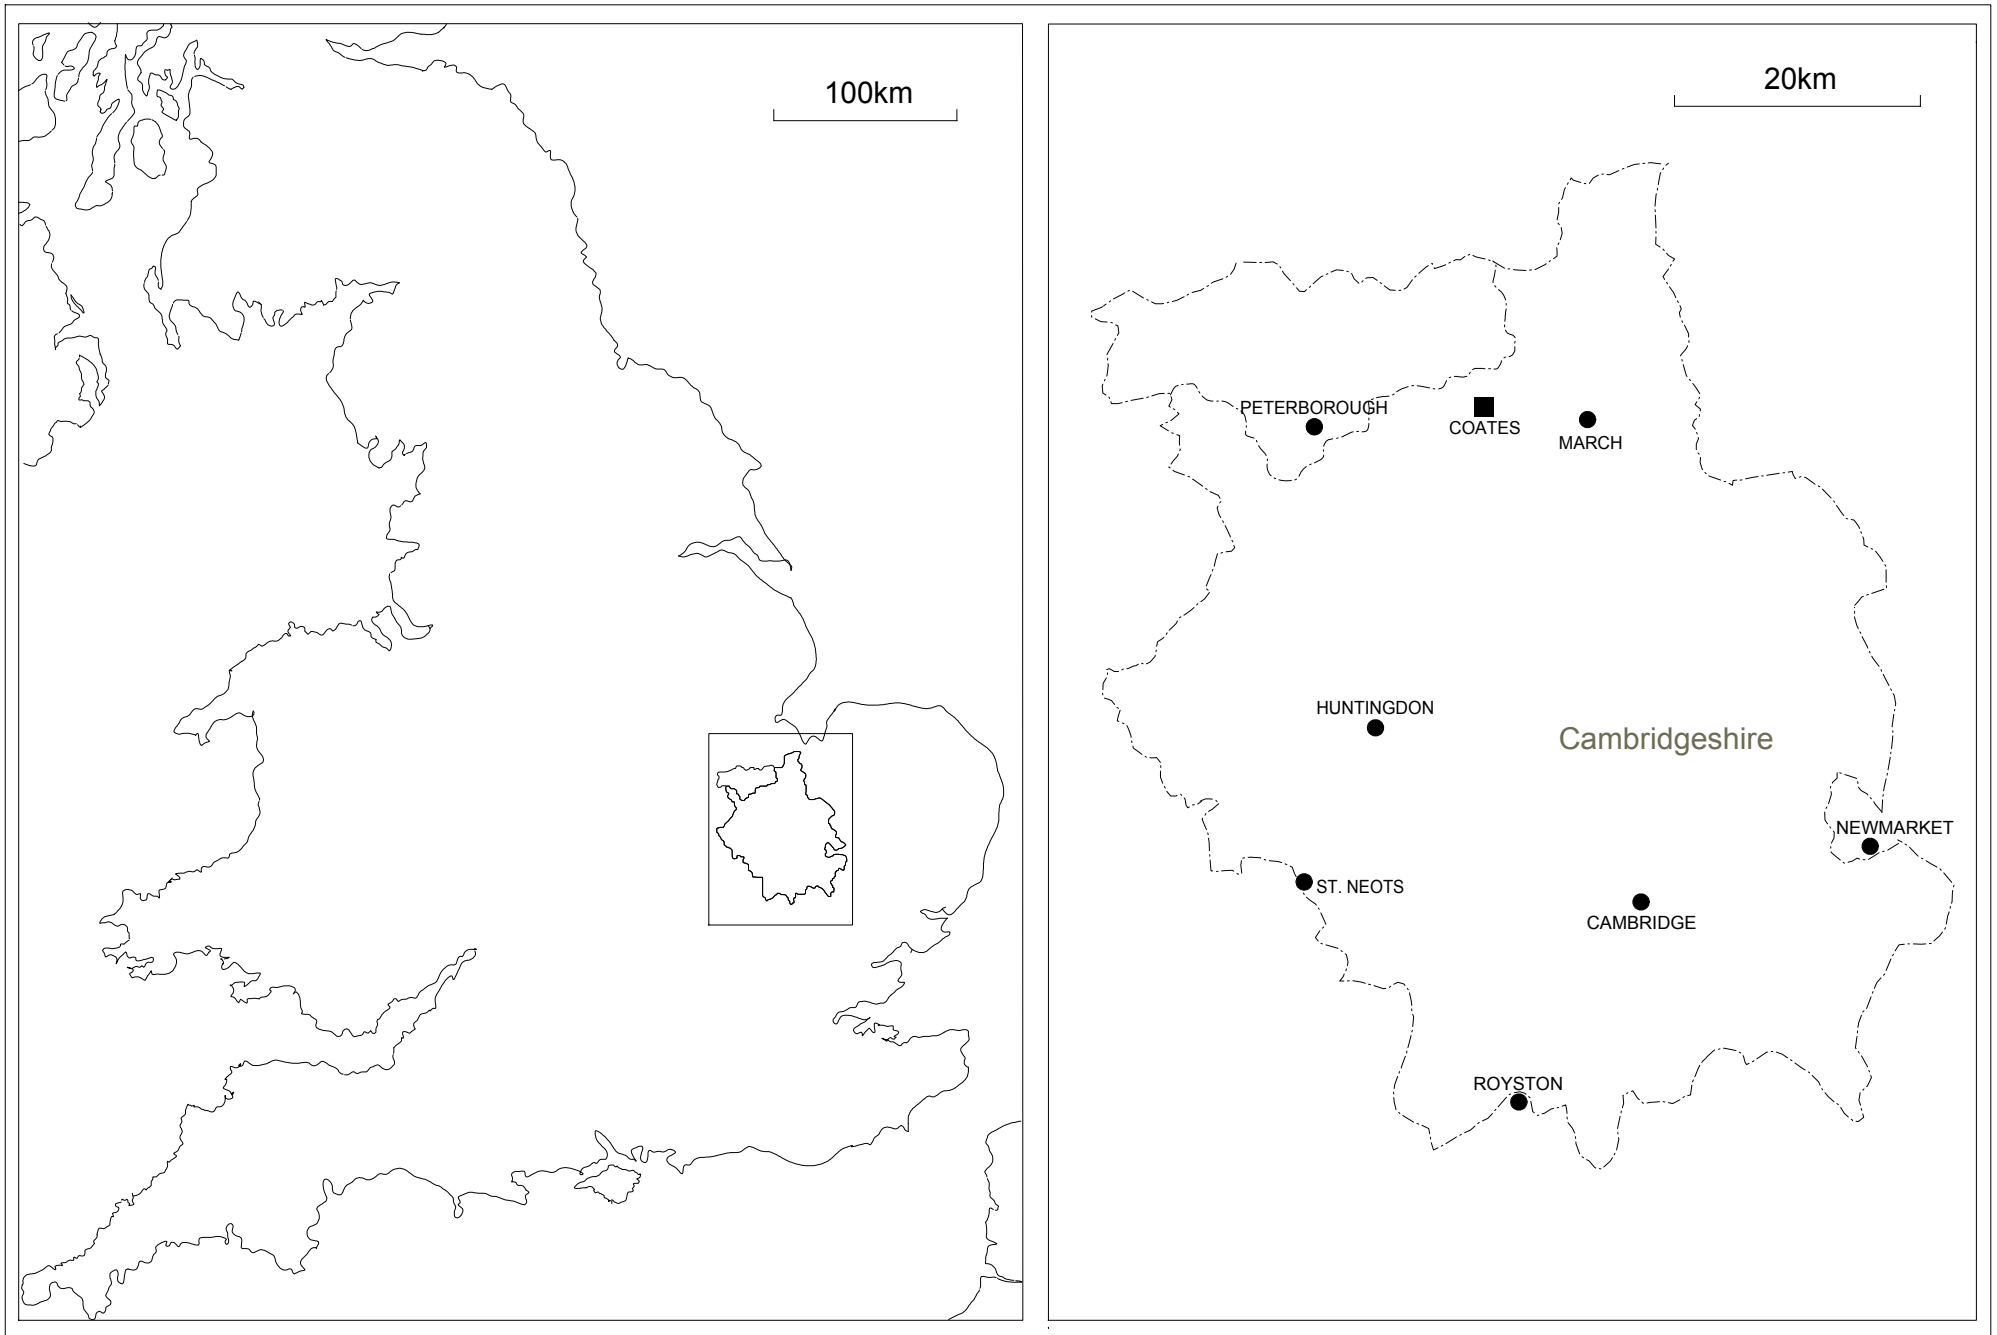 100km
20km
PETERBOROUGH
COATES
MARCH
HUNTINGDON
Cambridgeshire
NEWMARKET
ST. NEOTS
CAMBRIDGE
ROYSTON